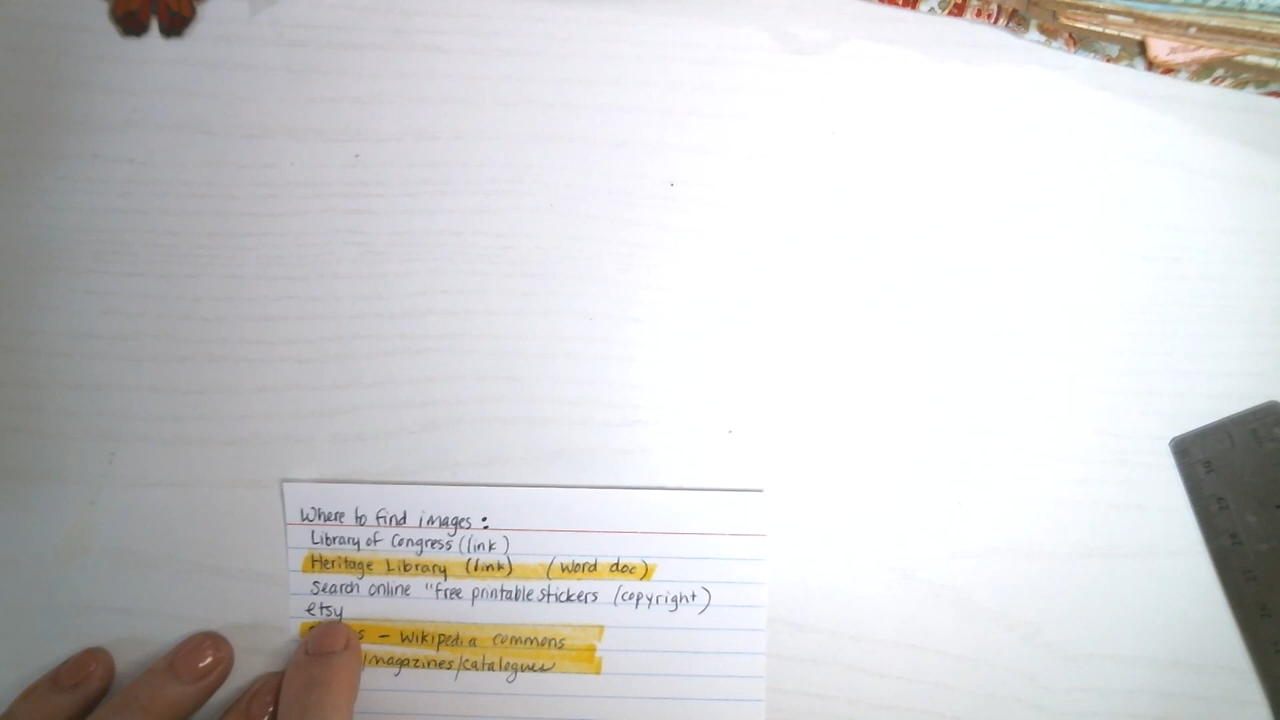 Where to find images:
Library of Congress (link)
Heritage Library (link) (Word doc)
Search online "free printable stickers (copyright)
etsy
- Wikipedia commons
/magazines/catalogues